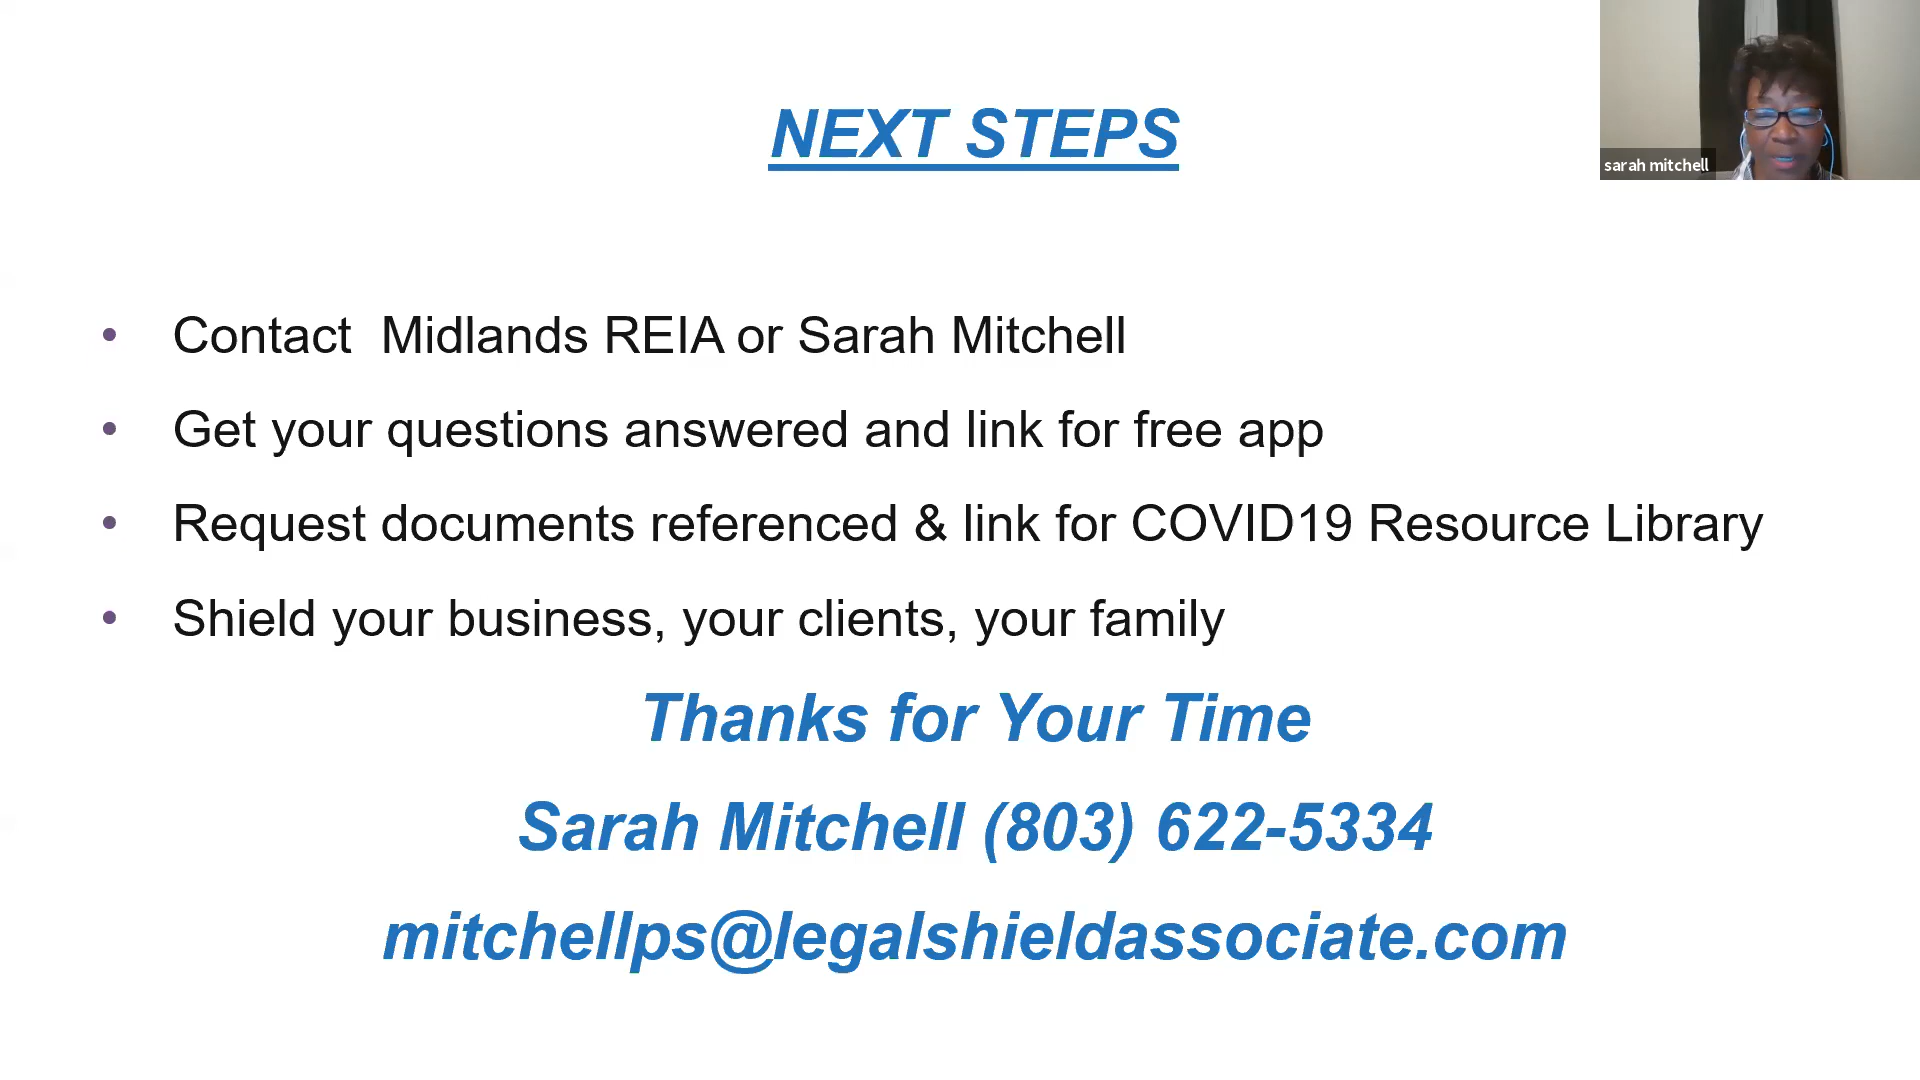 NEXT STEPS
sarah mitchell
• Contact  Midlands REIA or Sarah Mitchell
• Get your questions answered and link for free app
• Request documents referenced & link for COVID19 Resource Library
• Shield your business, your clients, your family
Thanks for Your Time
Sarah Mitchell (803) 622-5334
mitchellps@legalshieldassociate.com